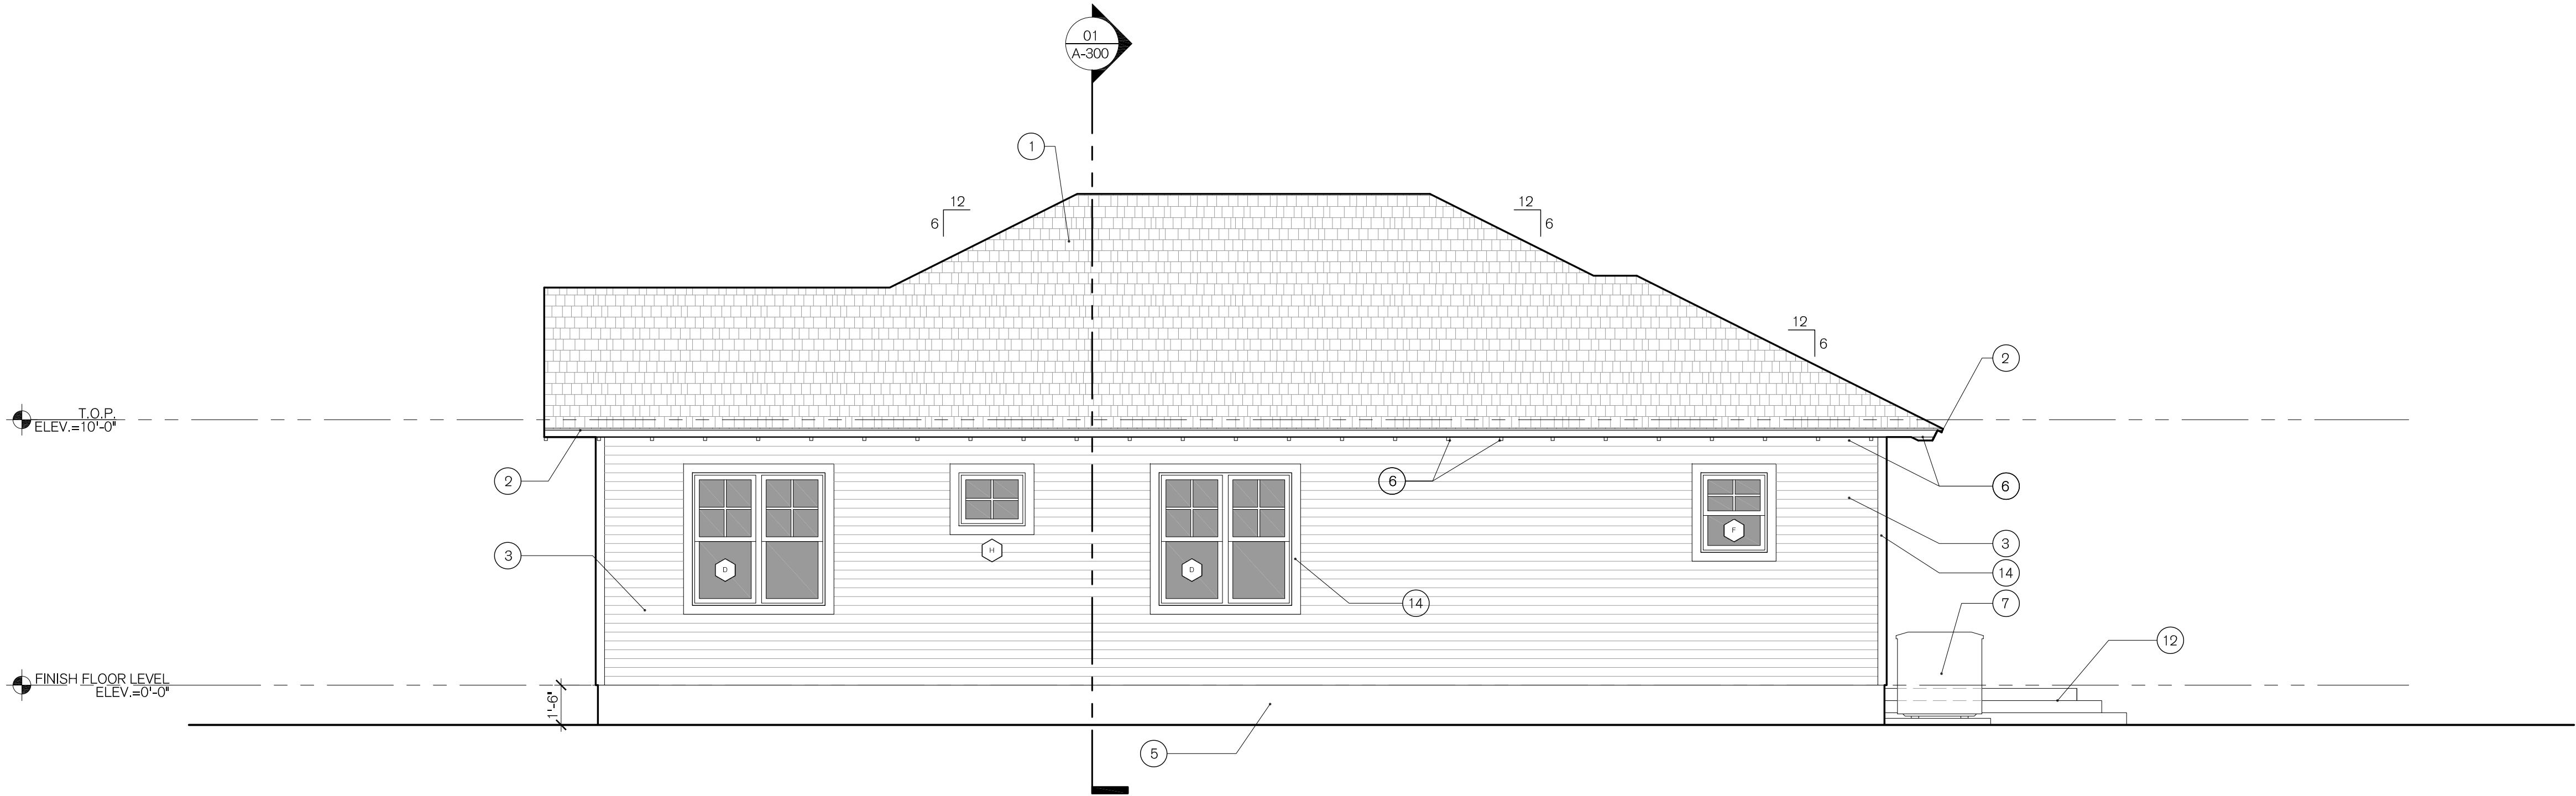 01
A-300
1
12
6
12
6
12
6
2
T.O.P.
ELEV.=10'-0"
2
6
6
3
H
F
3
D
D
14
14
7
12
FINISH FLOOR LEVEL
ELEV.=0'-0"
1'-6"
5